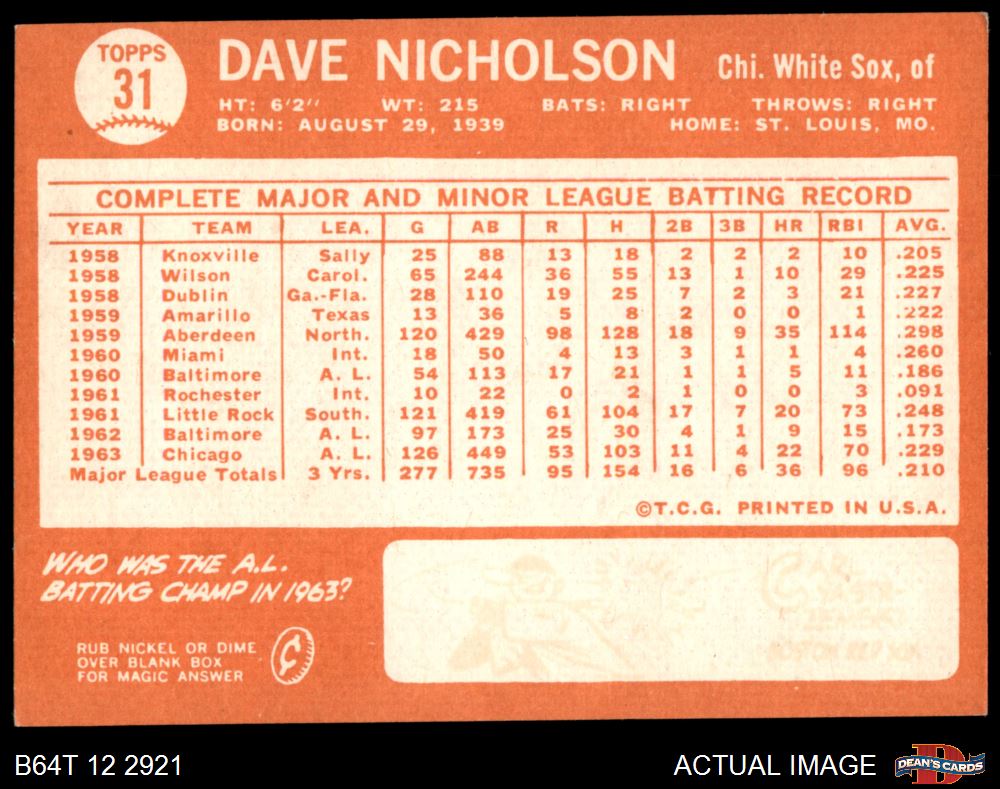 TOPPS
31
DAVE NICHOLSON
Chi. White Sox, of
HT: 6'2" WT: 215 BATS: RIGHT THROWS: RIGHT
BORN: AUGUST 29, 1939 HOME: ST. LOUIS, MO.
COMPLETE MAJOR AND MINOR LEAGUE BATTING RECORD
YEAR TEAM LEA. G AB R H 2B 3B HR RBI AVG.
1958 Knoxville Sally 25 88 13 18 2 2 2 10 .205
1958 Wilson Carol. 65 244 36 55 13 1 10 29 .225
1958 Dublin Ga.-Fla. 28 110 19 25 7 2 3 21 .227
1959 Amarillo Texas 13 36 5 8 2 0 0 1 .222
1959 Aberdeen North. 120 429 98 128 18 9 35 114 .298
1960 Miami Int. 18 50 4 13 3 1 1 4 .260
1960 Baltimore A. L. 54 113 17 21 1 1 5 11 .186
1961 Rochester Int. 10 22 0 2 1 0 0 3 .091
1961 Little Rock South. 121 419 61 104 17 7 20 73 .248
1962 Baltimore A. L. 97 173 25 30 4 1 9 15 .173
1963 Chicago A. L. 126 449 53 103 11 4 22 70 .229
Major League Totals 3 Yrs. 277 735 95 154 16 6 36 96 .210
©T.C.G. PRINTED IN U.S.A.
WHO WAS THE A.L.
BATTING CHAMP IN 1963?
RUB NICKEL OR DIME
OVER BLANK BOX
FOR MAGIC ANSWER
¢
B64T 12 2921
ACTUAL IMAGE
DEAN'S CARDS